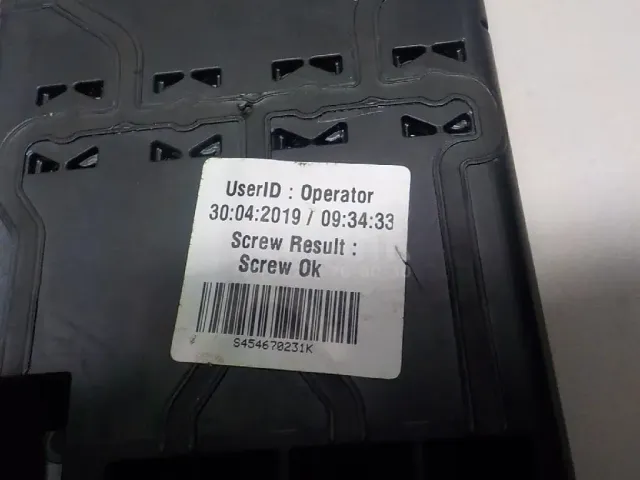 UserID : Operator
30:04:2019 / 09:34:33
Screw Result :
Screw Ok
S454670231K